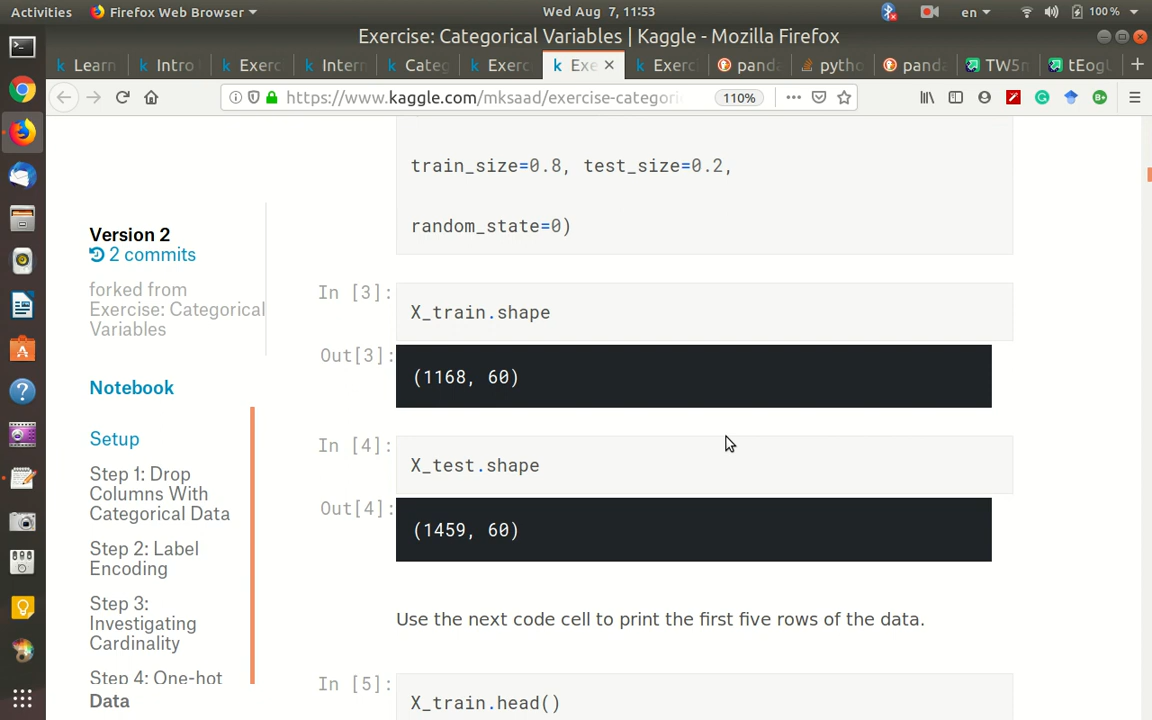 Activities Firefox Web Browser Wed Aug 7, 11:53 en 100 %
Exercise: Categorical Variables | Kaggle - Mozilla Firefox
Learn Intro Exerc Intern Categ Exerc Exe Exerc panda pytho panda TW5n tEogU
https://www.kaggle.com/mksaad/exercise-categori 110%
train_size=0.8, test_size=0.2,
random_state=0)
Version 2
2 commits
forked from
Exercise: Categorical
Variables
Notebook
Setup
Step 1: Drop
Columns With
Categorical Data
Step 2: Label
Encoding
Step 3:
Investigating
Cardinality
Step 4: One-hot
Data
In [3]:
X_train.shape
Out[3]:
(1168, 60)
In [4]:
X_test.shape
Out[4]:
(1459, 60)
Use the next code cell to print the first five rows of the data.
In [5]:
X_train.head()